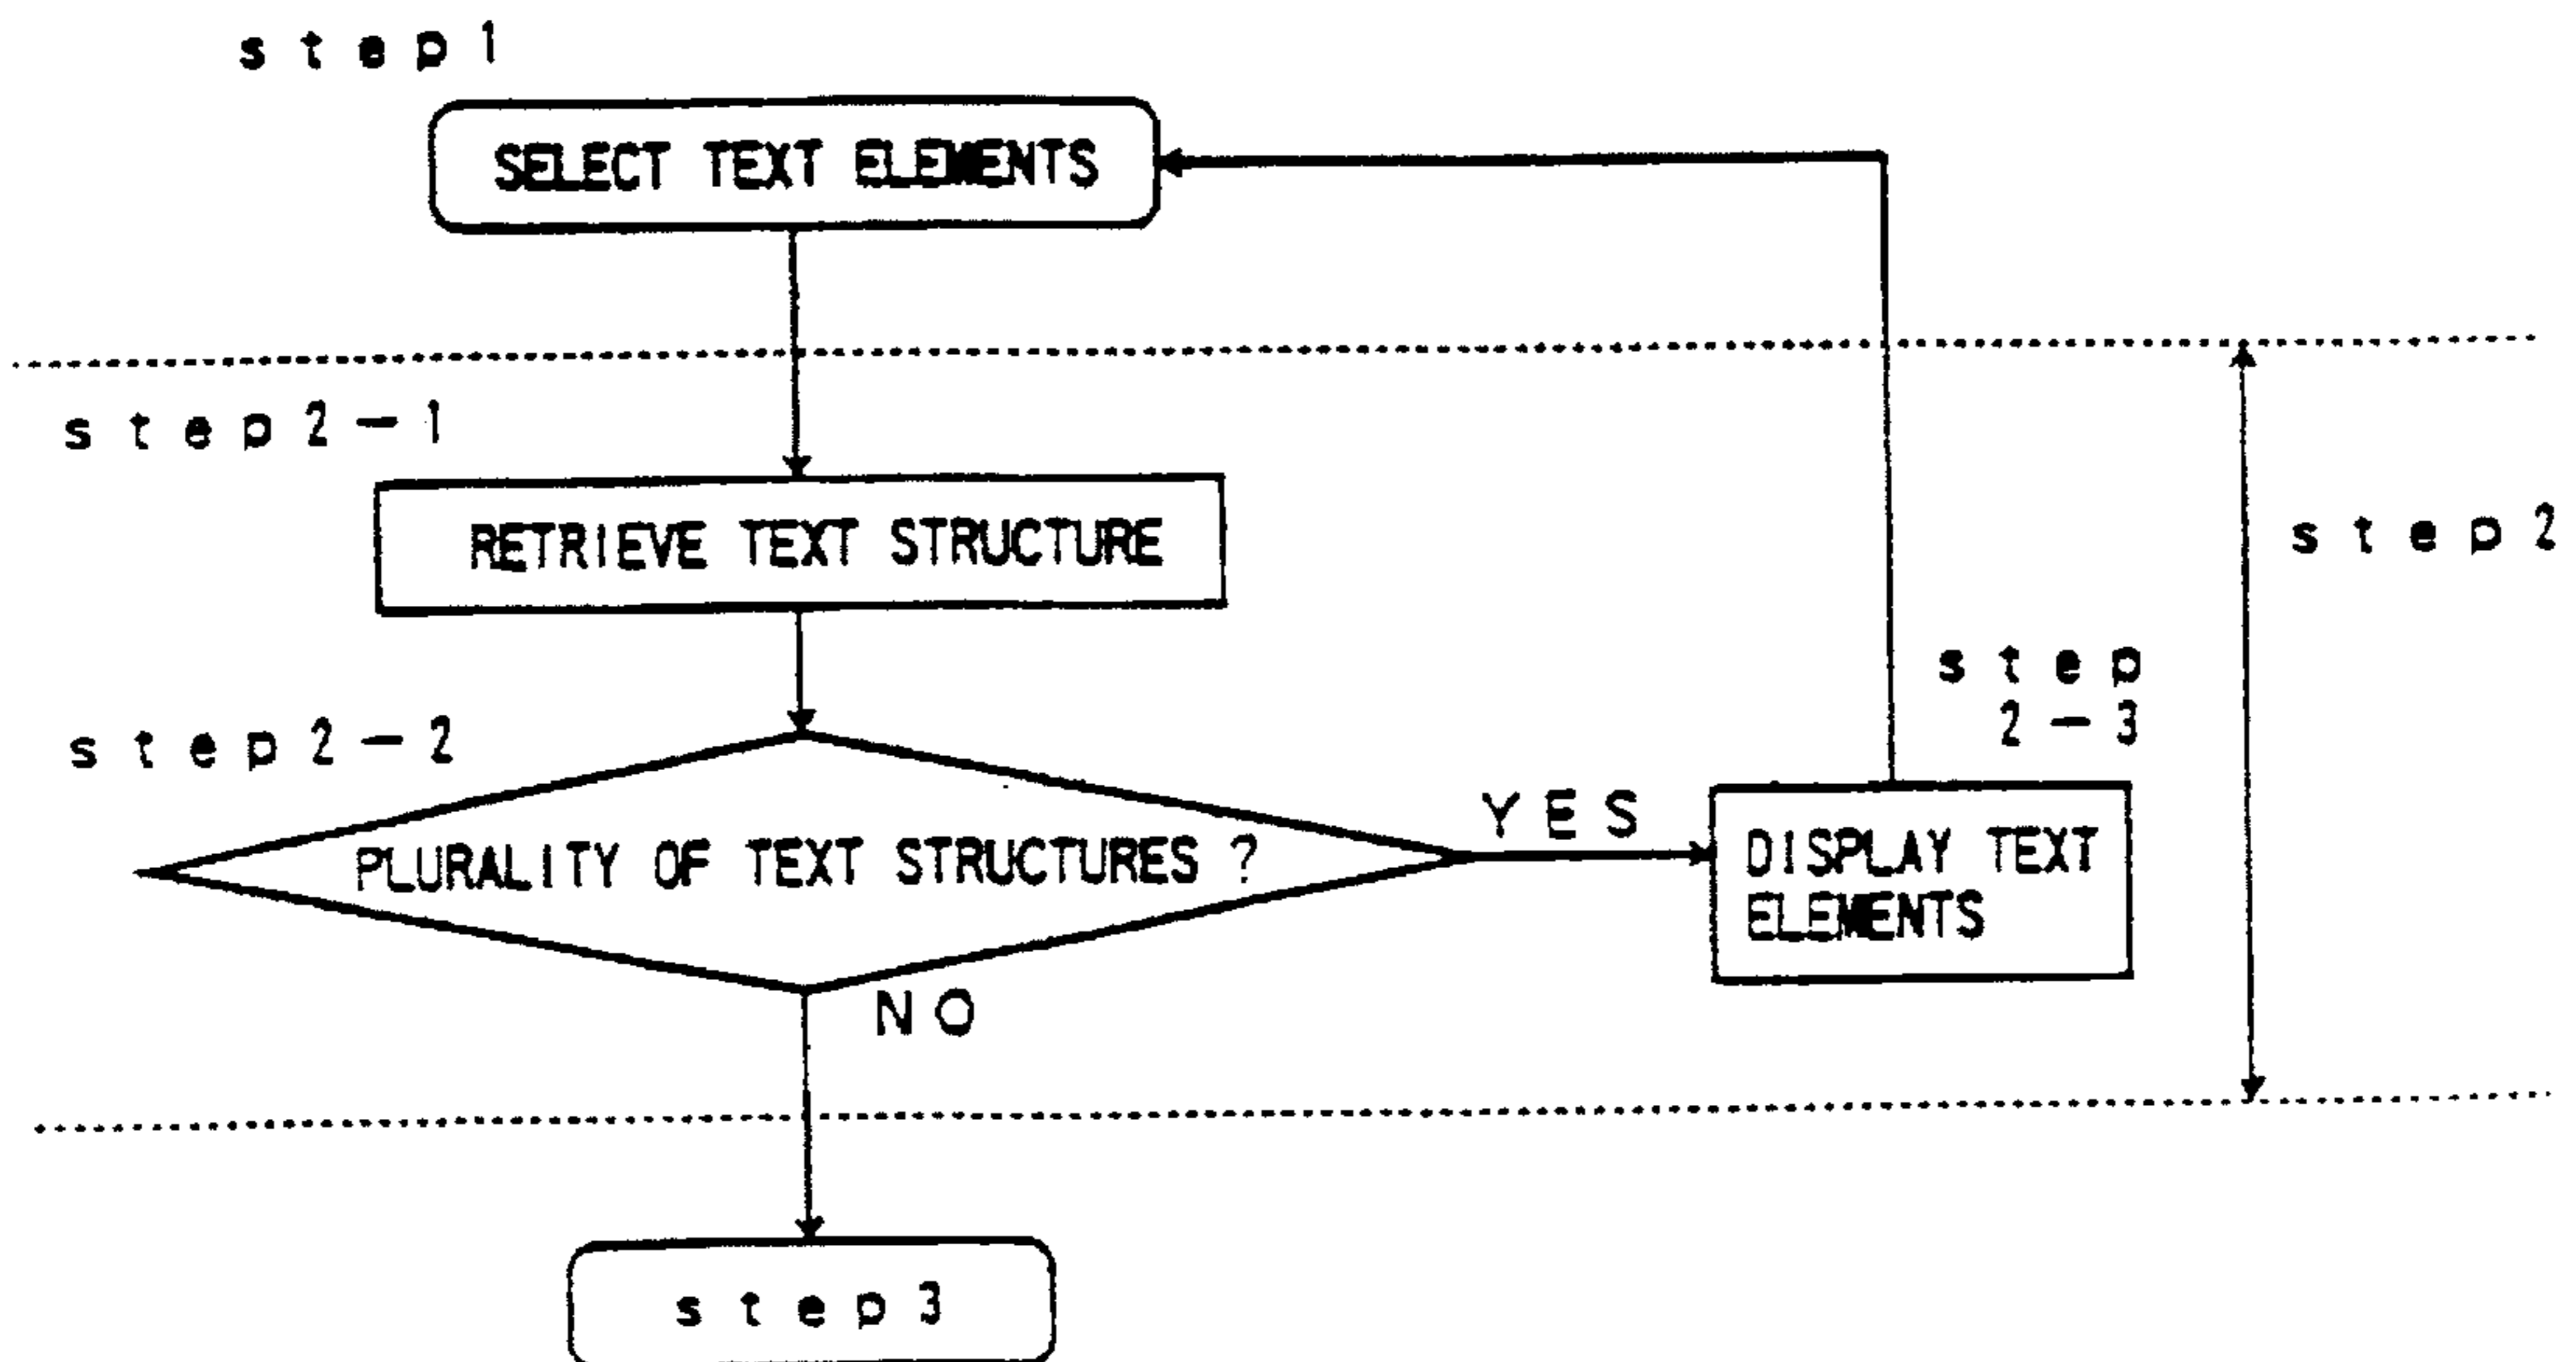 step1
SELECT TEXT ELEMENTS
step2-1
RETRIEVE TEXT STRUCTURE
step2
step
2-3
step2-2
PLURALITY OF TEXT STRUCTURES ?
YES
DISPLAY TEXT
ELEMENTS
NO
step3